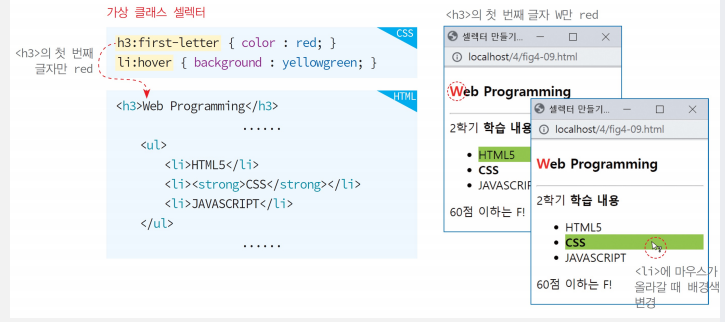 가상 클래스 셀렉터
CSS
h3:first-letter { color : red; }
li:hover { background : yellowgreen; }
<h3>의 첫 번째
글자만 red
HTML
<h3>Web Programming</h3>
......
<ul>
<li>HTML5</li>
<li><strong>CSS</strong></li>
<li>JAVASCRIPT</li>
</ul>
......
<h3>의 첫 번째 글자 W만 red
셀렉터 만들기...
localhost/4/fig4-09.html
Web Programming
2학기 학습 내용
HTML5
CSS
JAVASCRIP
60점 이하는 F!
셀렉터 만들기...
localhost/4/fig4-09.html
Web Programming
2학기 학습 내용
HTML5
CSS
JAVASCRIPT
60점 이하는 F!
<li>에 마우스가
올라갈 때 배경색
변경